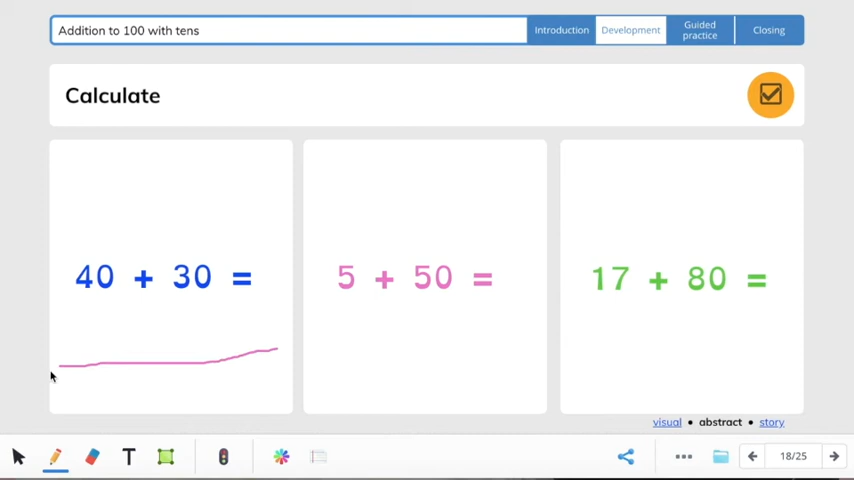 Addition to 100 with tens
Introduction
Development
Guided practice
Closing
Calculate
40 + 30 =
5 + 50 =
17 + 80 =
visual • abstract • story
T
18/25